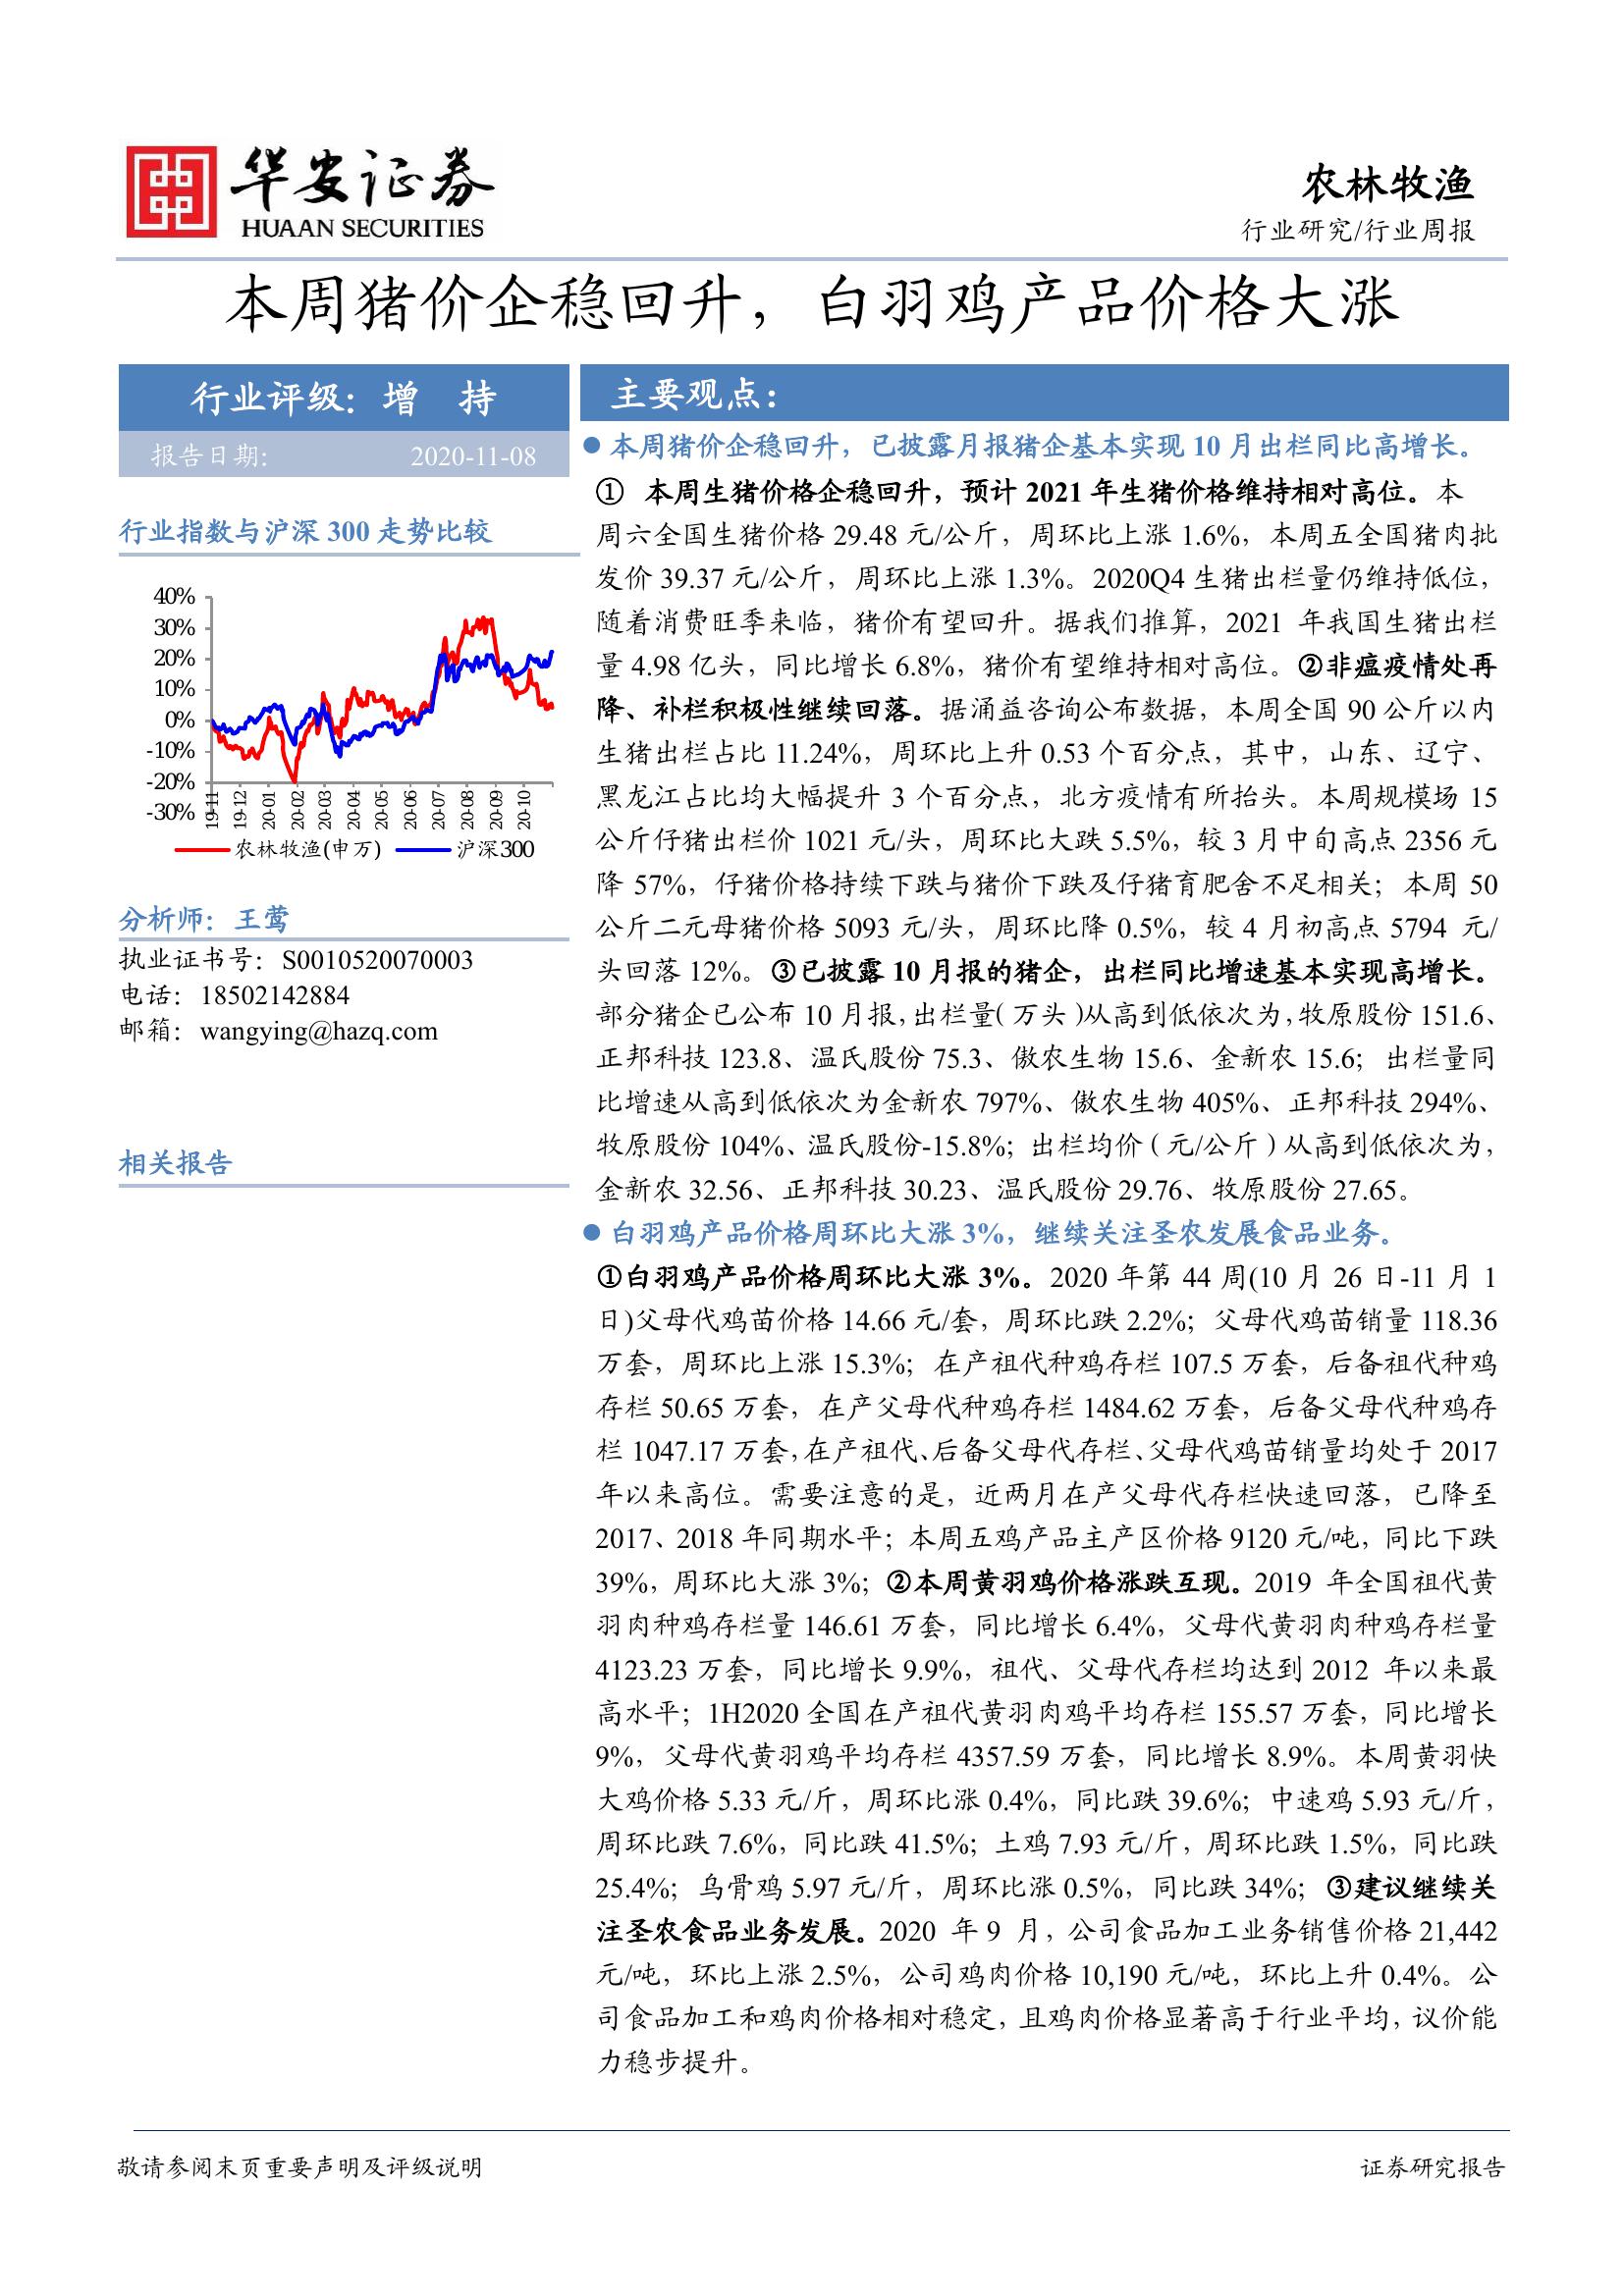 华安证券
HUAAN SECURITIES
农林牧渔
行业研究/行业周报
本周猪价企稳回升，白羽鸡产品价格大涨
行业评级：增 持
报告日期： 2020-11-08
行业指数与沪深 300 走势比较
40%
30%
20%
10%
0%
-10%
-20%
-30%
19-11 19-12 20-01 20-02 20-03 20-04 20-05 20-06 20-07 20-08 20-09 20-10
农林牧渔(申万) 沪深300
分析师：王莺
执业证书号：S0010520070003
电话：18502142884
邮箱：wangying@hazq.com
相关报告
主要观点：
● 本周猪价企稳回升，已披露月报猪企基本实现 10 月出栏同比高增长。
① 本周生猪价格企稳回升，预计 2021 年生猪价格维持相对高位。本
周六全国生猪价格 29.48 元/公斤，周环比上涨 1.6%，本周五全国猪肉批
发价 39.37 元/公斤，周环比上涨 1.3%。2020Q4 生猪出栏量仍维持低位，
随着消费旺季来临，猪价有望回升。据我们推算，2021 年我国生猪出栏
量 4.98 亿头，同比增长 6.8%，猪价有望维持相对高位。②非瘟疫情处再
降、补栏积极性继续回落。据涌益咨询公布数据，本周全国 90 公斤以内
生猪出栏占比 11.24%，周环比上升 0.53 个百分点，其中，山东、辽宁、
黑龙江占比均大幅提升 3 个百分点，北方疫情有所抬头。本周规模场 15
公斤仔猪出栏价 1021 元/头，周环比大跌 5.5%，较 3 月中旬高点 2356 元
降 57%，仔猪价格持续下跌与猪价下跌及仔猪育肥舍不足相关；本周 50
公斤二元母猪价格 5093 元/头，周环比降 0.5%，较 4 月初高点 5794 元/
头回落 12%。③已披露 10 月报的猪企，出栏同比增速基本实现高增长。
部分猪企已公布 10 月报，出栏量（万头）从高到低依次为，牧原股份 151.6、
正邦科技 123.8、温氏股份 75.3、傲农生物 15.6、金新农 15.6；出栏量同
比增速从高到低依次为金新农 797%、傲农生物 405%、正邦科技 294%、
牧原股份 104%、温氏股份-15.8%；出栏均价（元/公斤）从高到低依次为，
金新农 32.56、正邦科技 30.23、温氏股份 29.76、牧原股份 27.65。
● 白羽鸡产品价格周环比大涨 3%，继续关注圣农发展食品业务。
①白羽鸡产品价格周环比大涨 3%。2020 年第 44 周(10 月 26 日-11 月 1
日)父母代鸡苗价格 14.66 元/套，周环比跌 2.2%；父母代鸡苗销量 118.36
万套，周环比上涨 15.3%；在产祖代种鸡存栏 107.5 万套，后备祖代种鸡
存栏 50.65 万套，在产父母代种鸡存栏 1484.62 万套，后备父母代种鸡存
栏 1047.17 万套，在产祖代、后备父母代存栏、父母代鸡苗销量均处于 2017
年以来高位。需要注意的是，近两月在产父母代存栏快速回落，已降至
2017、2018 年同期水平；本周五鸡产品主产区价格 9120 元/吨，同比下跌
39%，周环比大涨 3%；②本周黄羽鸡价格涨跌互现。2019 年全国祖代黄
羽肉种鸡存栏量 146.61 万套，同比增长 6.4%，父母代黄羽肉种鸡存栏量
4123.23 万套，同比增长 9.9%，祖代、父母代存栏均达到 2012 年以来最
高水平；1H2020 全国在产祖代黄羽肉鸡平均存栏 155.57 万套，同比增长
9%，父母代黄羽鸡平均存栏 4357.59 万套，同比增长 8.9%。本周黄羽快
大鸡价格 5.33 元/斤，周环比涨 0.4%，同比跌 39.6%；中速鸡 5.93 元/斤，
周环比跌 7.6%，同比跌 41.5%；土鸡 7.93 元/斤，周环比跌 1.5%，同比跌
25.4%；乌骨鸡 5.97 元/斤，周环比涨 0.5%，同比跌 34%；③建议继续关
注圣农食品业务发展。2020 年 9 月，公司食品加工业务销售价格 21,442
元/吨，环比上涨 2.5%，公司鸡肉价格 10,190 元/吨，环比上升 0.4%。公
司食品加工和鸡肉价格相对稳定，且鸡肉价格显著高于行业平均，议价能
力稳步提升。
敬请参阅末页重要声明及评级说明
证券研究报告